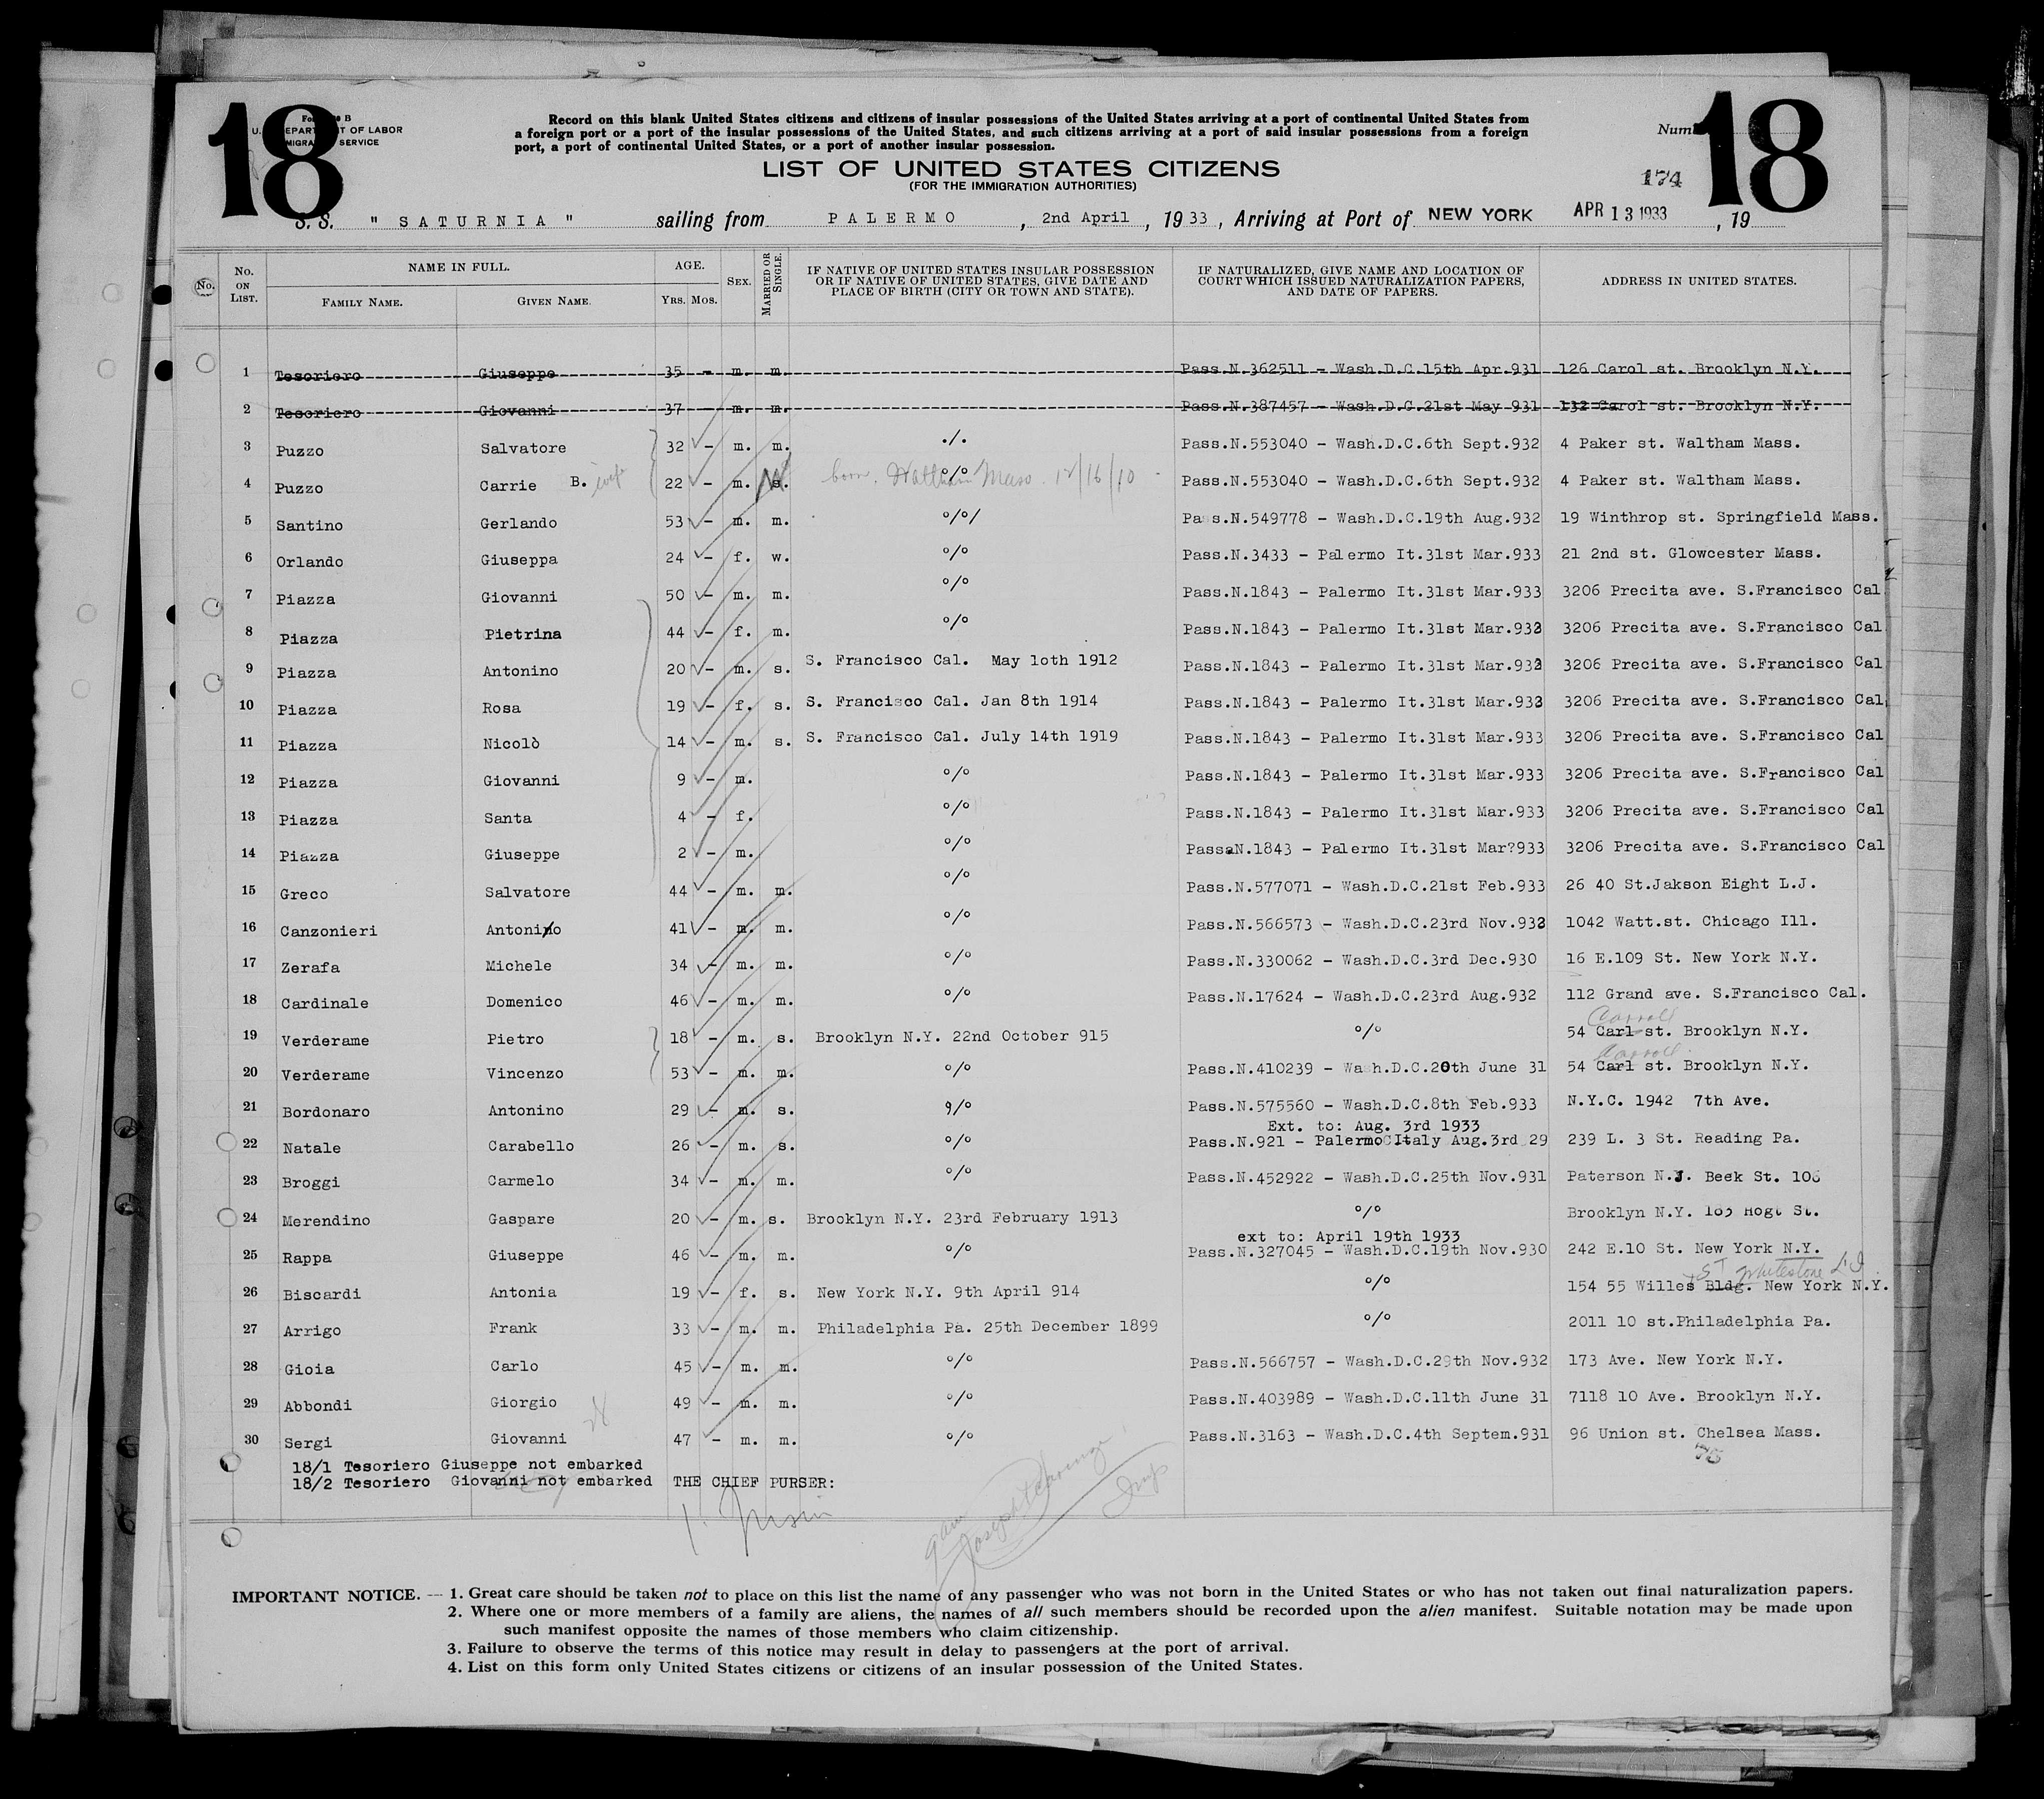 18
Form 630 B
U. S. DEPARTMENT OF LABOR
IMMIGRATION SERVICE
Record on this blank United States citizens and citizens of insular possessions of the United States arriving at a port of continental United States from
a foreign port or a port of the insular possessions of the United States, and such citizens arriving at a port of said insular possessions from a foreign
port, a port of continental United States, or a port of another insular possession.
Num
18
LIST OF UNITED STATES CITIZENS
(FOR THE IMMIGRATION AUTHORITIES)
174
S. S. " SATURNIA " sailing from PALERMO , 2nd April , 19 33 , Arriving at Port of NEW YORK APR 13 1933 , 19
No. No. ON LIST. NAME IN FULL. FAMILY NAME. GIVEN NAME. AGE. YRS. MOS. SEX. MARRIED OR SINGLE. IF NATIVE OF UNITED STATES INSULAR POSSESSION OR IF NATIVE OF UNITED STATES, GIVE DATE AND PLACE OF BIRTH (CITY OR TOWN AND STATE). IF NATURALIZED, GIVE NAME AND LOCATION OF COURT WHICH ISSUED NATURALIZATION PAPERS, AND DATE OF PAPERS. ADDRESS IN UNITED STATES.
1 Tesoriero Giuseppe 35 - m. m. Pass.N.362511 - Wash.D.C.15th Apr.931 126 Carol st. Brooklyn N.Y.
2 Tesoriero Giovanni 37 - m. m. Pass.N.387457 - Wash.D.C.21st May 931 132 Carol st. Brooklyn N.Y.
3 Puzzo Salvatore 32 - m. m. ./. Pass.N.553040 - Wash.D.C.6th Sept.932 4 Paker st. Waltham Mass.
4 Puzzo Carrie B. wife 22 - m. s. M °/° born. Waltham Mass. 12/16/10 - Pass.N.553040 - Wash.D.C.6th Sept.932 4 Paker st. Waltham Mass.
5 Santino Gerlando 53 - m. m. °/°/ Pass.N.549778 - Wash.D.C.19th Aug.932 19 Winthrop st. Springfield Mass.
6 Orlando Giuseppa 24 - f. w. °/° Pass.N.3433 - Palermo It.31st Mar.933 21 2nd st. Glowcester Mass.
7 Piazza Giovanni 50 - m. m. °/° Pass.N.1843 - Palermo It.31st Mar.933 3206 Precita ave. S.Francisco Cal
8 Piazza Pietrina 44 - f. m. °/° Pass.N.1843 - Palermo It.31st Mar.933 3206 Precita ave. S.Francisco Cal
9 Piazza Antonino 20 - m. s. S. Francisco Cal. May 1oth 1912 Pass.N.1843 - Palermo It.31st Mar.933 3206 Precita ave. S.Francisco Cal
10 Piazza Rosa 19 - f. s. S. Francisco Cal. Jan 8th 1914 Pass.N.1843 - Palermo It.31st Mar.933 3206 Precita ave. S.Francisco Cal
11 Piazza Nicolò 14 - m. s. S. Francisco Cal. July 14th 1919 Pass.N.1843 - Palermo It.31st Mar.933 3206 Precita ave. S.Francisco Cal
12 Piazza Giovanni 9 - m. °/° Pass.N.1843 - Palermo It.31st Mar.933 3206 Precita ave. S.Francisco Cal
13 Piazza Santa 4 - f. °/° Pass.N.1843 - Palermo It.31st Mar.933 3206 Precita ave. S.Francisco Cal
14 Piazza Giuseppe 2 - m. °/° PassaN.1843 - Palermo It.31st Mar?933 3206 Precita ave. S.Francisco Cal
15 Greco Salvatore 44 - m. m. °/° Pass.N.577071 - Wash.D.C.21st Feb.933 26 40 St.Jakson Eight L.J.
16 Canzonieri Antonino 41 - m. m. °/° Pass.N.566573 - Wash.D.C.23rd Nov.932 1042 Watt.st. Chicago Ill.
17 Zerafa Michele 34 - m. m. °/° Pass.N.330062 - Wash.D.C.3rd Dec.930 16 E.109 St. New York N.Y.
18 Cardinale Domenico 46 - m. m. °/° Pass.N.17624 - Wash.D.C.23rd Aug.932 112 Grand ave. S.Francisco Cal.
19 Verderame Pietro 18 - m. s. Brooklyn N.Y. 22nd October 915 °/° 54 Carl st. Carroll Brooklyn N.Y.
20 Verderame Vincenzo 53 - m. m. °/° Pass.N.410239 - Wash.D.C.20th June 31 54 Carl st. Carroll Brooklyn N.Y.
21 Bordonaro Antonino 29 - m. s. 9/° Pass.N.575560 - Wash.D.C.8th Feb.933 N.Y.C. 1942 7th Ave.
Ext. to: Aug. 3rd 1933
22 Natale Carabello 26 - m. s. °/° Pass.N.921 - Palermo Italy Aug.3rd 29 239 L. 3 St. Reading Pa.
23 Broggi Carmelo 34 - m. m. °/° Pass.N.452922 - Wash.D.C.25th Nov.931 Paterson N.J. Beek St.
24 Merendino Gaspare 20 - m. s. Brooklyn N.Y. 23rd February 1913 °/° Brooklyn N.Y. St.
ext to: April 19th 1933
25 Rappa Giuseppe 46 - m. m. °/° Pass.N.327045 - Wash.D.C.19th Nov.930 242 E.10 St. New York N.Y.
ST Whitestone L.I
26 Biscardi Antonia 19 - f. s. New York N.Y. 9th April 914 °/° 154 55 Willes Bldg. New York N.Y.
27 Arrigo Frank 33 - m. m. Philadelphia Pa. 25th December 1899 °/° 2011 10 st.Philadelphia Pa.
28 Gioia Carlo 45 - m. m. °/° Pass.N.566757 - Wash.D.C.29th Nov.932 173 Ave. New York N.Y.
29 Abbondi Giorgio 49 - m. m. °/° Pass.N.403989 - Wash.D.C.11th June 31 7118 10 Ave. Brooklyn N.Y.
30 Sergi Giovanni 47 - m. m. °/° Pass.N.3163 - Wash.D.C.4th Septem.931 96 Union st. Chelsea Mass.
18/1 Tesoriero Giuseppe not embarked
18/2 Tesoriero Giovanni not embarked THE CHIEF PURSER:
IMPORTANT NOTICE. — 1. Great care should be taken not to place on this list the name of any passenger who was not born in the United States or who has not taken out final naturalization papers.
2. Where one or more members of a family are aliens, the names of all such members should be recorded upon the alien manifest. Suitable notation may be made upon
such manifest opposite the names of those members who claim citizenship.
3. Failure to observe the terms of this notice may result in delay to passengers at the port of arrival.
4. List on this form only United States citizens or citizens of an insular possession of the United States.